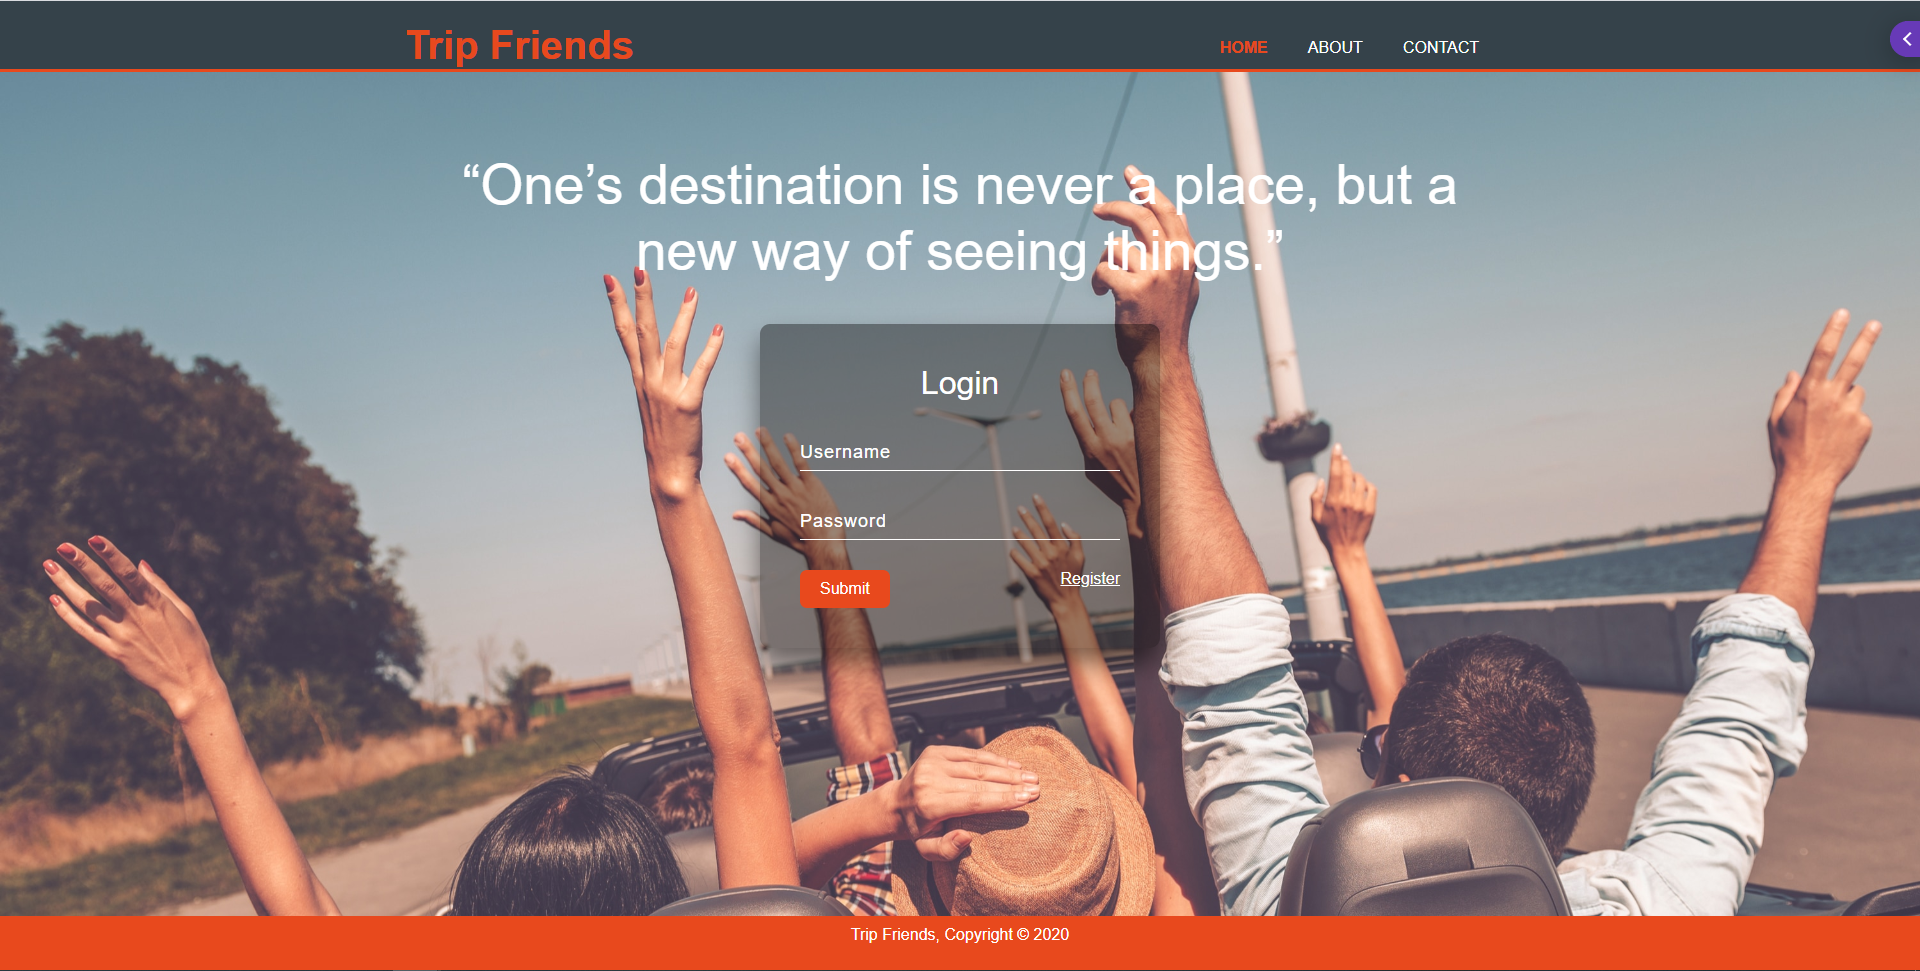 Trip Friends
HOME ABOUT CONTACT
“One’s destination is never a place, but a
new way of seeing things.”
Login
Username
Password
Submit
Register
Trip Friends, Copyright © 2020